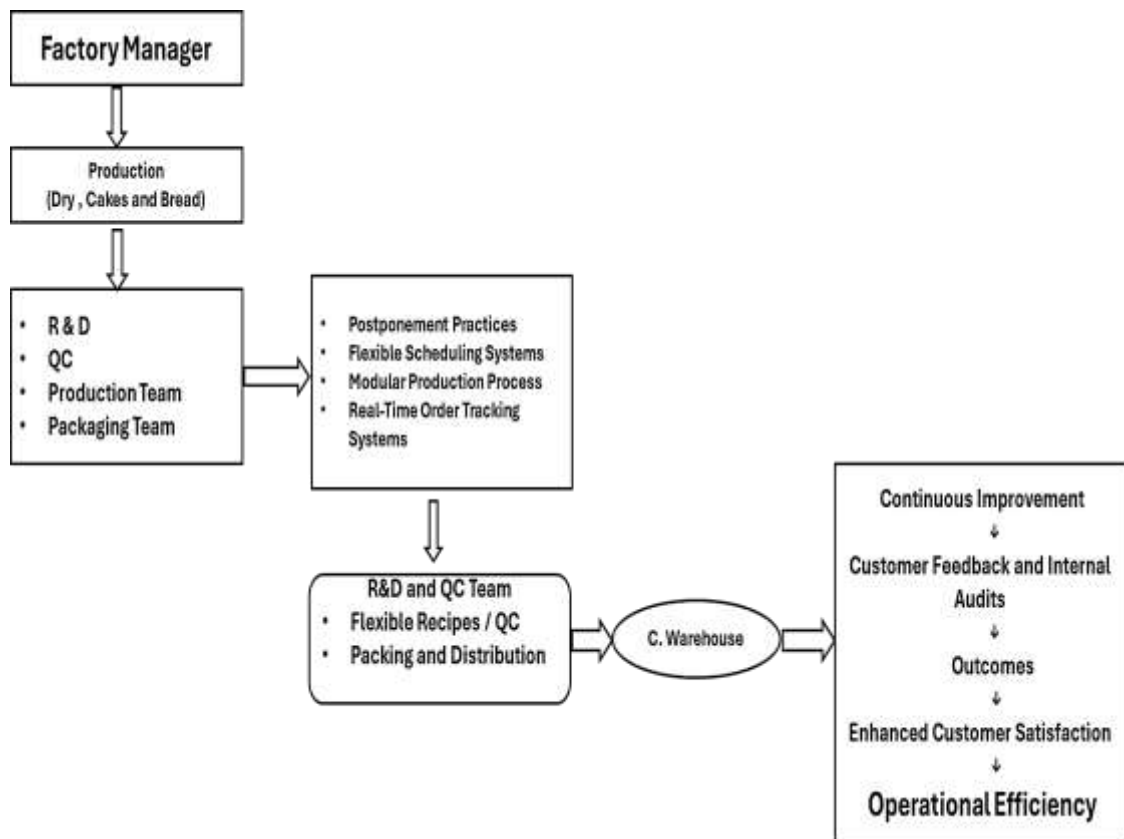 Factory Manager
Production
(Dry , Cakes and Bread)
• R & D
• QC
• Production Team
• Packaging Team
• Postponement Practices
• Flexible Scheduling Systems
• Modular Production Process
• Real-Time Order Tracking
Systems
R&D and QC Team
• Flexible Recipes / QC
• Packing and Distribution
C. Warehouse
Continuous Improvement
↓
Customer Feedback and Internal
Audits
↓
Outcomes
↓
Enhanced Customer Satisfaction
↓
Operational Efficiency